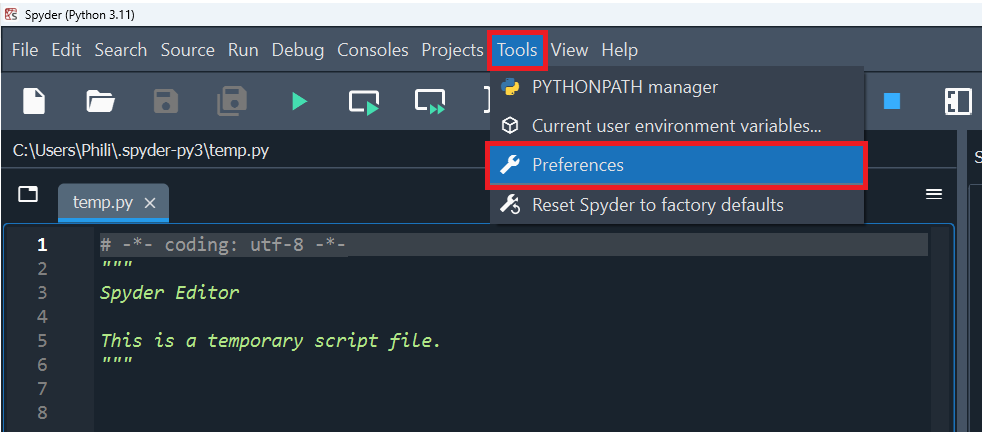 Spyder (Python 3.11)
File Edit Search Source Run Debug Consoles Projects Tools View Help
PYTHONPATH manager
Current user environment variables...
Preferences
Reset Spyder to factory defaults
C:\Users\Phili\.spyder-py3\temp.py
temp.py
1 # -*- coding: utf-8 -*-
2 """
3 Spyder Editor
4
5 This is a temporary script file.
6 """
7
8